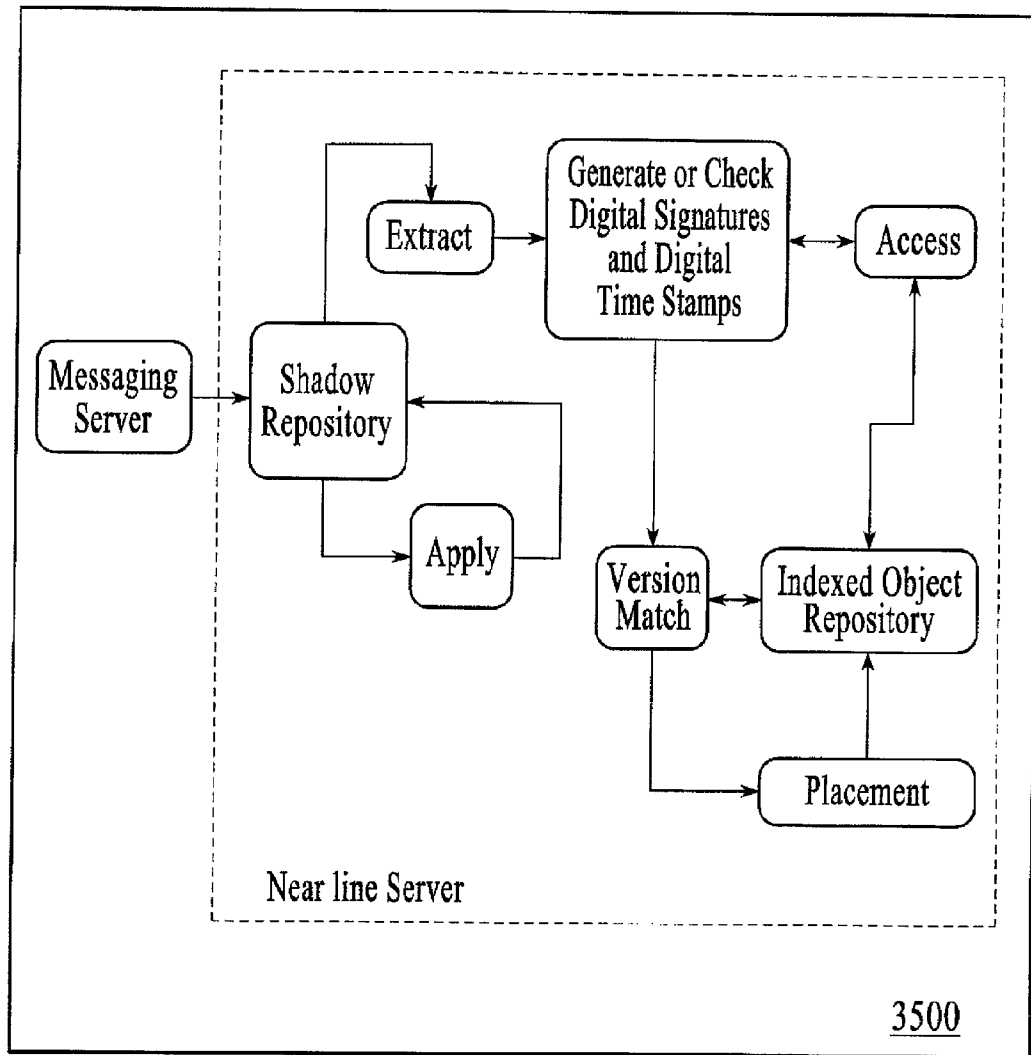 Generate or Check
Digital Signatures
and Digital
Time Stamps
Extract
Access
Messaging
Server
Shadow
Repository
Apply
Version
Match
Indexed Object
Repository
Placement
Near line Server
3500